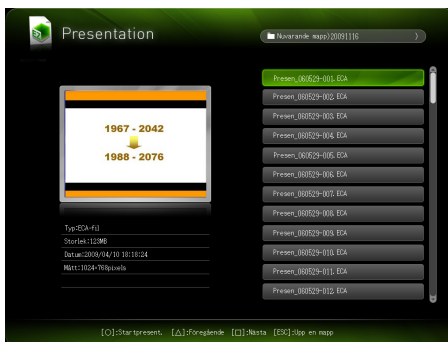 Presentation
Nuvarande mapp)20091116
1967 - 2042
1988 - 2076
Typ:ECA-fil
Storlek:123MB
Datum:2008/04/10 18:18:24
Mått:1024×768pixels
Presen_060529-001.ECA
Presen_060529-002.ECA
Presen_060529-003.ECA
Presen_060529-004.ECA
Presen_060529-005.ECA
Presen_060529-006.ECA
Presen_060529-007.ECA
Presen_060529-008.ECA
Presen_060529-009.ECA
Presen_060529-010.ECA
Presen_060529-011.ECA
Presen_060529-012.ECA
[○]:Startpresent. [△]:Föregående [□]:Nästa [ESC]:Upp en mapp